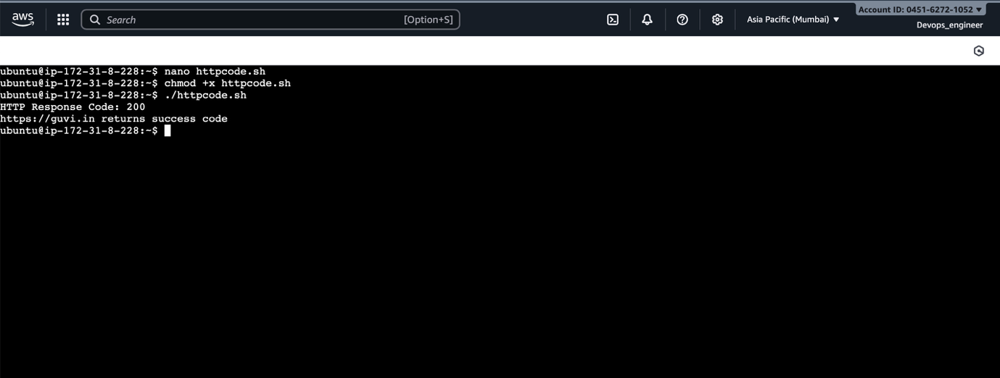 aws
Search
[Option+S]
Asia Pacific (Mumbai)
Account ID: 0451-6272-1052
Devops_engineer
ubuntu@ip-172-31-8-228:~$ nano httpcode.sh
ubuntu@ip-172-31-8-228:~$ chmod +x httpcode.sh
ubuntu@ip-172-31-8-228:~$ ./httpcode.sh
HTTP Response Code: 200
https://guvi.in returns success code
ubuntu@ip-172-31-8-228:~$